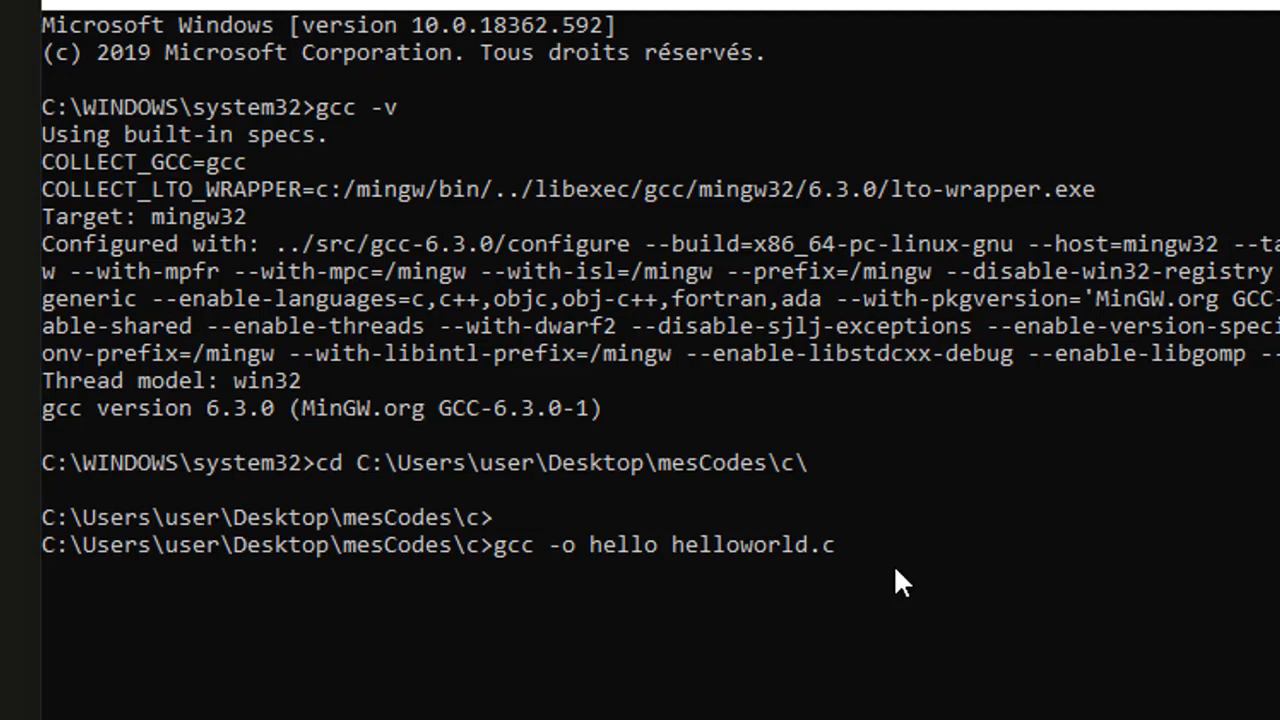 Microsoft Windows [version 10.0.18362.592]
(c) 2019 Microsoft Corporation. Tous droits réservés.
C:\WINDOWS\system32>gcc -v
Using built-in specs.
COLLECT_GCC=gcc
COLLECT_LTO_WRAPPER=c:/mingw/bin/../libexec/gcc/mingw32/6.3.0/lto-wrapper.exe
Target: mingw32
Configured with: ../src/gcc-6.3.0/configure --build=x86_64-pc-linux-gnu --host=mingw32 --ta
w --with-mpfr --with-mpc=/mingw --with-isl=/mingw --prefix=/mingw --disable-win32-registry
generic --enable-languages=c,c++,objc,obj-c++,fortran,ada --with-pkgversion='MinGW.org GCC-
able-shared --enable-threads --with-dwarf2 --disable-sjlj-exceptions --enable-version-speci
onv-prefix=/mingw --with-libintl-prefix=/mingw --enable-libstdcxx-debug --enable-libgomp --
Thread model: win32
gcc version 6.3.0 (MinGW.org GCC-6.3.0-1)
C:\WINDOWS\system32>cd C:\Users\user\Desktop\mesCodes\c\
C:\Users\user\Desktop\mesCodes\c>
C:\Users\user\Desktop\mesCodes\c>gcc -o hello helloworld.c